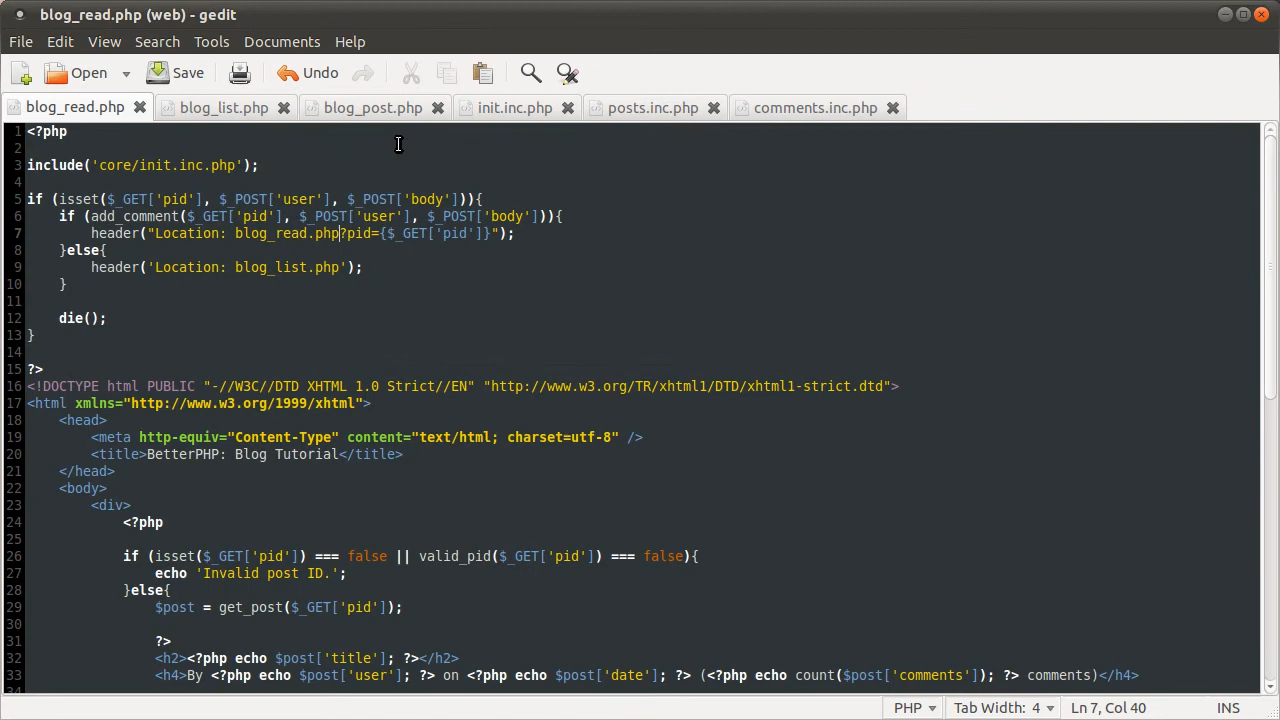 blog_read.php (web) - gedit
File Edit View Search Tools Documents Help
Open Save Undo
blog_read.php blog_list.php blog_post.php init.inc.php posts.inc.php comments.inc.php
1 <?php
2
3 include('core/init.inc.php');
4
5 if (isset($_GET['pid'], $_POST['user'], $_POST['body'])){
6 if (add_comment($_GET['pid'], $_POST['user'], $_POST['body'])){
7 header("Location: blog_read.php?pid={$_GET['pid']}");
8 }else{
9 header('Location: blog_list.php');
10 }
11
12 die();
13 }
14
15 ?>
16 <!DOCTYPE html PUBLIC "-//W3C//DTD XHTML 1.0 Strict//EN" "http://www.w3.org/TR/xhtml1/DTD/xhtml1-strict.dtd">
17 <html xmlns="http://www.w3.org/1999/xhtml">
18 <head>
19 <meta http-equiv="Content-Type" content="text/html; charset=utf-8" />
20 <title>BetterPHP: Blog Tutorial</title>
21 </head>
22 <body>
23 <div>
24 <?php
25
26 if (isset($_GET['pid']) === false || valid_pid($_GET['pid']) === false){
27 echo 'Invalid post ID.';
28 }else{
29 $post = get_post($_GET['pid']);
30
31 ?>
32 <h2><?php echo $post['title']; ?></h2>
33 <h4>By <?php echo $post['user']; ?> on <?php echo $post['date']; ?> (<?php echo count($post['comments']); ?> comments)</h4>
34
PHP Tab Width: 4 Ln 7, Col 40 INS